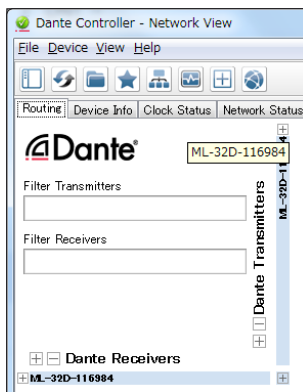 Dante Controller - Network View
File Device View Help
Routing Device Info Clock Status Network Status
Dante®
ML-32D-116984
Filter Transmitters
Filter Receivers
Dante Transmitters
Dante Receivers
ML-32D-116984